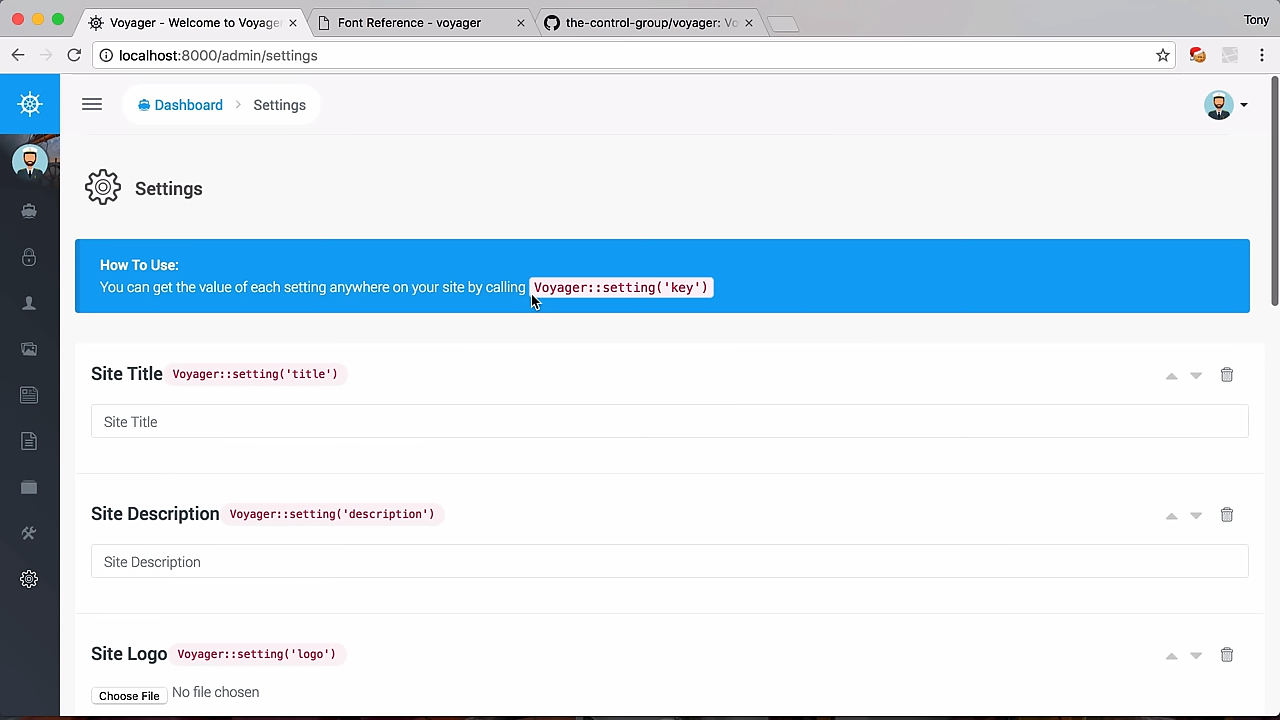 Voyager - Welcome to Voyager
Font Reference - voyager
the-control-group/voyager: Vo
Tony
localhost:8000/admin/settings
Dashboard > Settings
Settings
How To Use:
You can get the value of each setting anywhere on your site by calling Voyager::setting('key')
Site Title Voyager::setting('title')
Site Title
Site Description Voyager::setting('description')
Site Description
Site Logo Voyager::setting('logo')
Choose File No file chosen